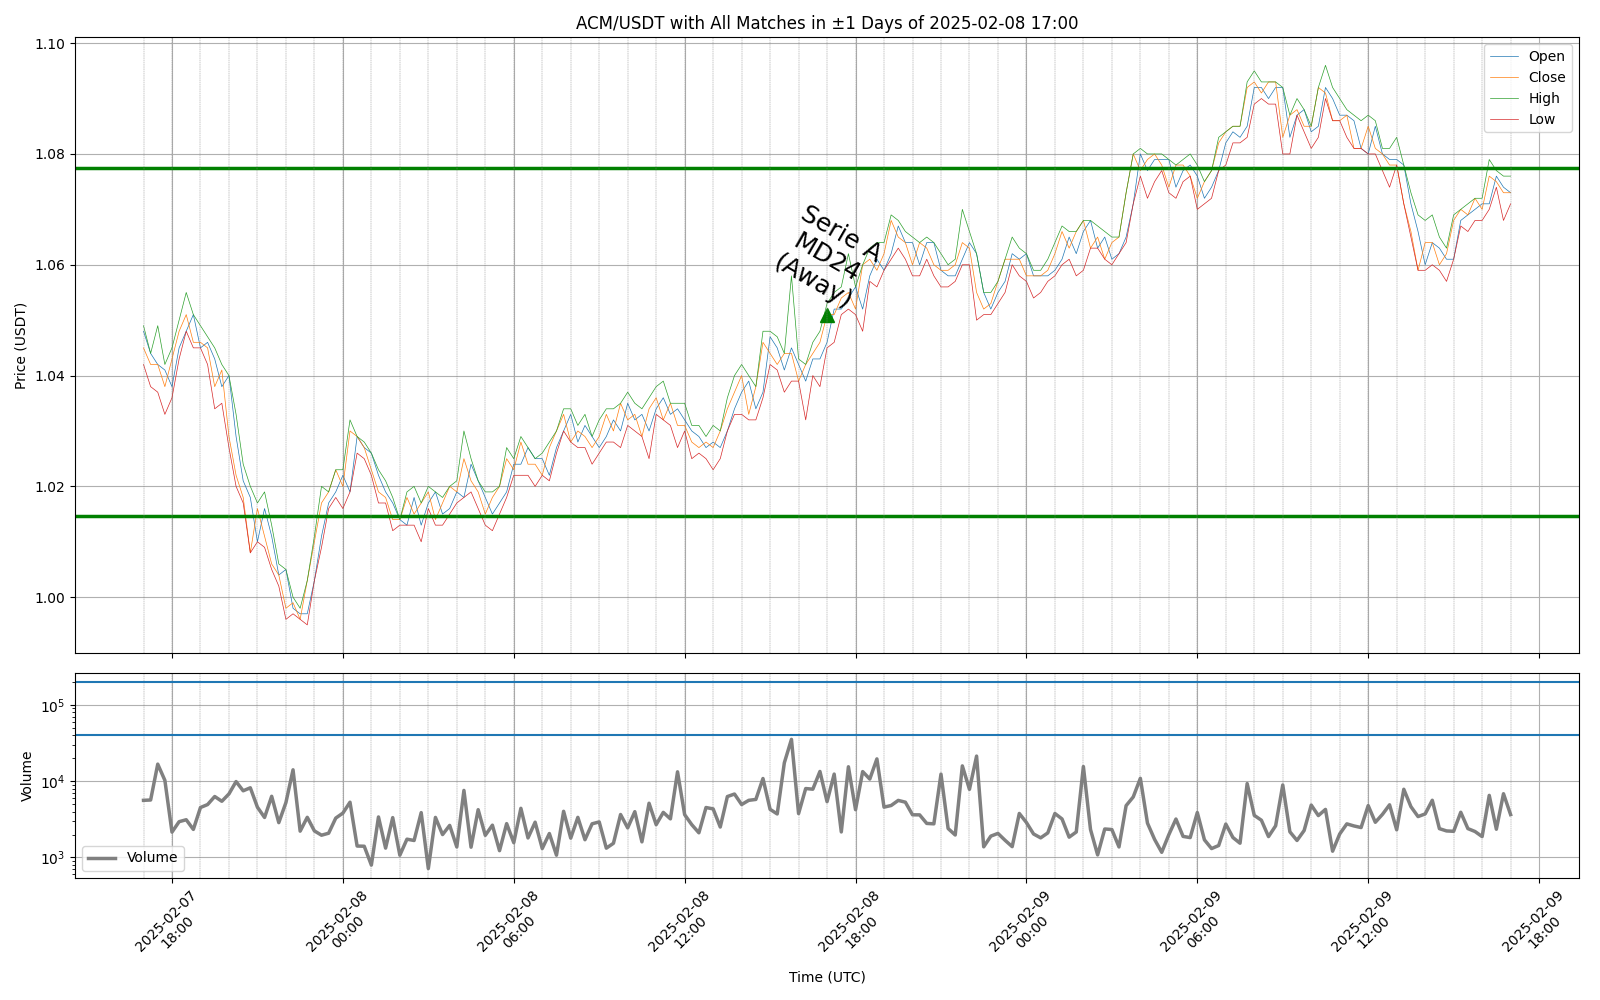 ACM/USDT with All Matches in ±1 Days of 2025-02-08 17:00
Price (USDT)
1.10
1.08
1.06
1.04
1.02
1.00
Open
Close
High
Low
Serie A
MD24
(Away)
Volume
10^5
10^4
10^3
Volume
2025-02-07
18:00
2025-02-08
00:00
2025-02-08
06:00
2025-02-08
12:00
2025-02-08
18:00
2025-02-09
00:00
2025-02-09
06:00
2025-02-09
12:00
2025-02-09
18:00
Time (UTC)